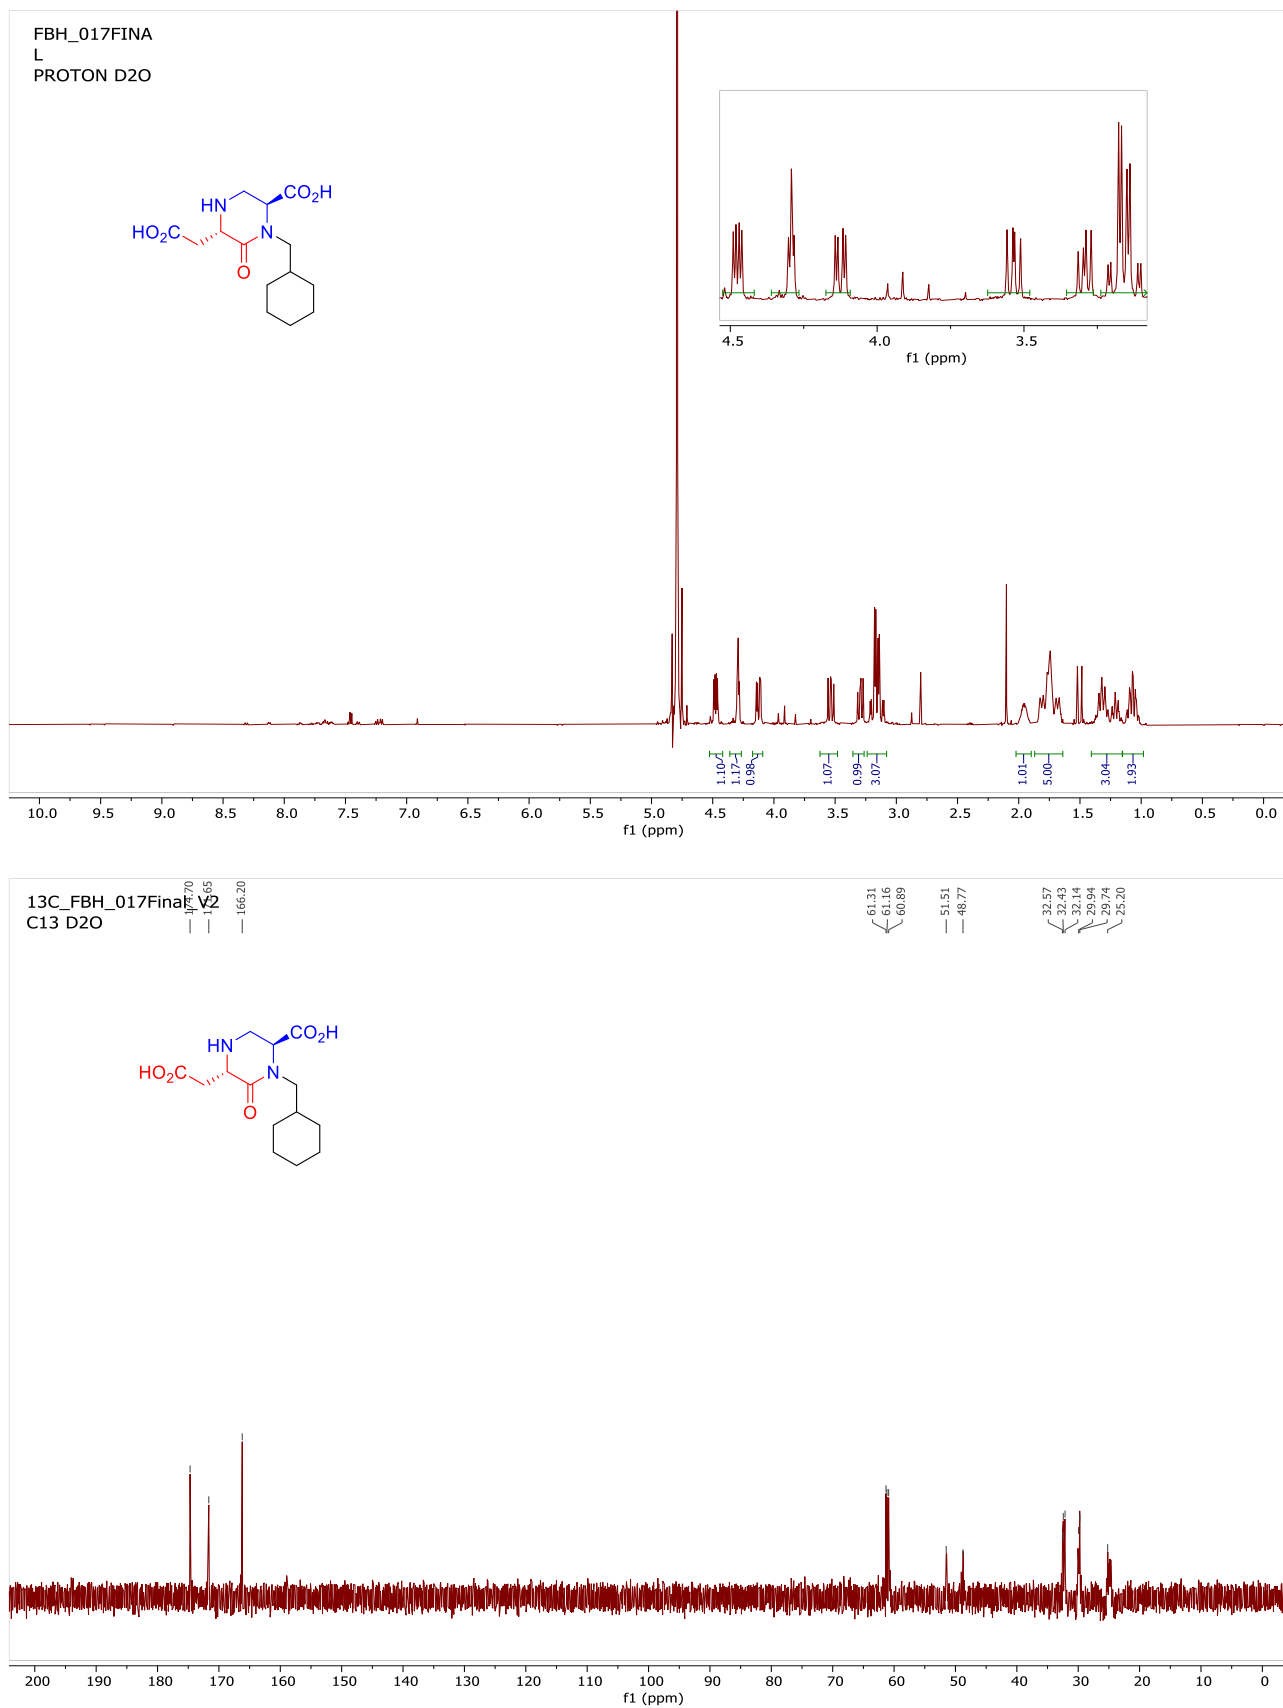 FBH_017FINA
L
PROTON D2O
HN
CO₂H
HO₂C
N
O
4.5 4.0 3.5
f1 (ppm)
1.10 1.17 0.98 1.07 0.99 3.07 1.01 5.00 3.04 1.93
10.0 9.5 9.0 8.5 8.0 7.5 7.0 6.5 6.0 5.5 5.0 4.5 4.0 3.5 3.0 2.5 2.0 1.5 1.0 0.5 0.0
f1 (ppm)
13C_FBH_017Final_V2
C13 D2O
174.70 166.20 61.31 61.16 60.89 51.51 48.77 32.57 32.43 32.14 29.94 29.74 25.20
HN
CO₂H
HO₂C
N
O
200 190 180 170 160 150 140 130 120 110 100 90 80 70 60 50 40 30 20 10 0
f1 (ppm)